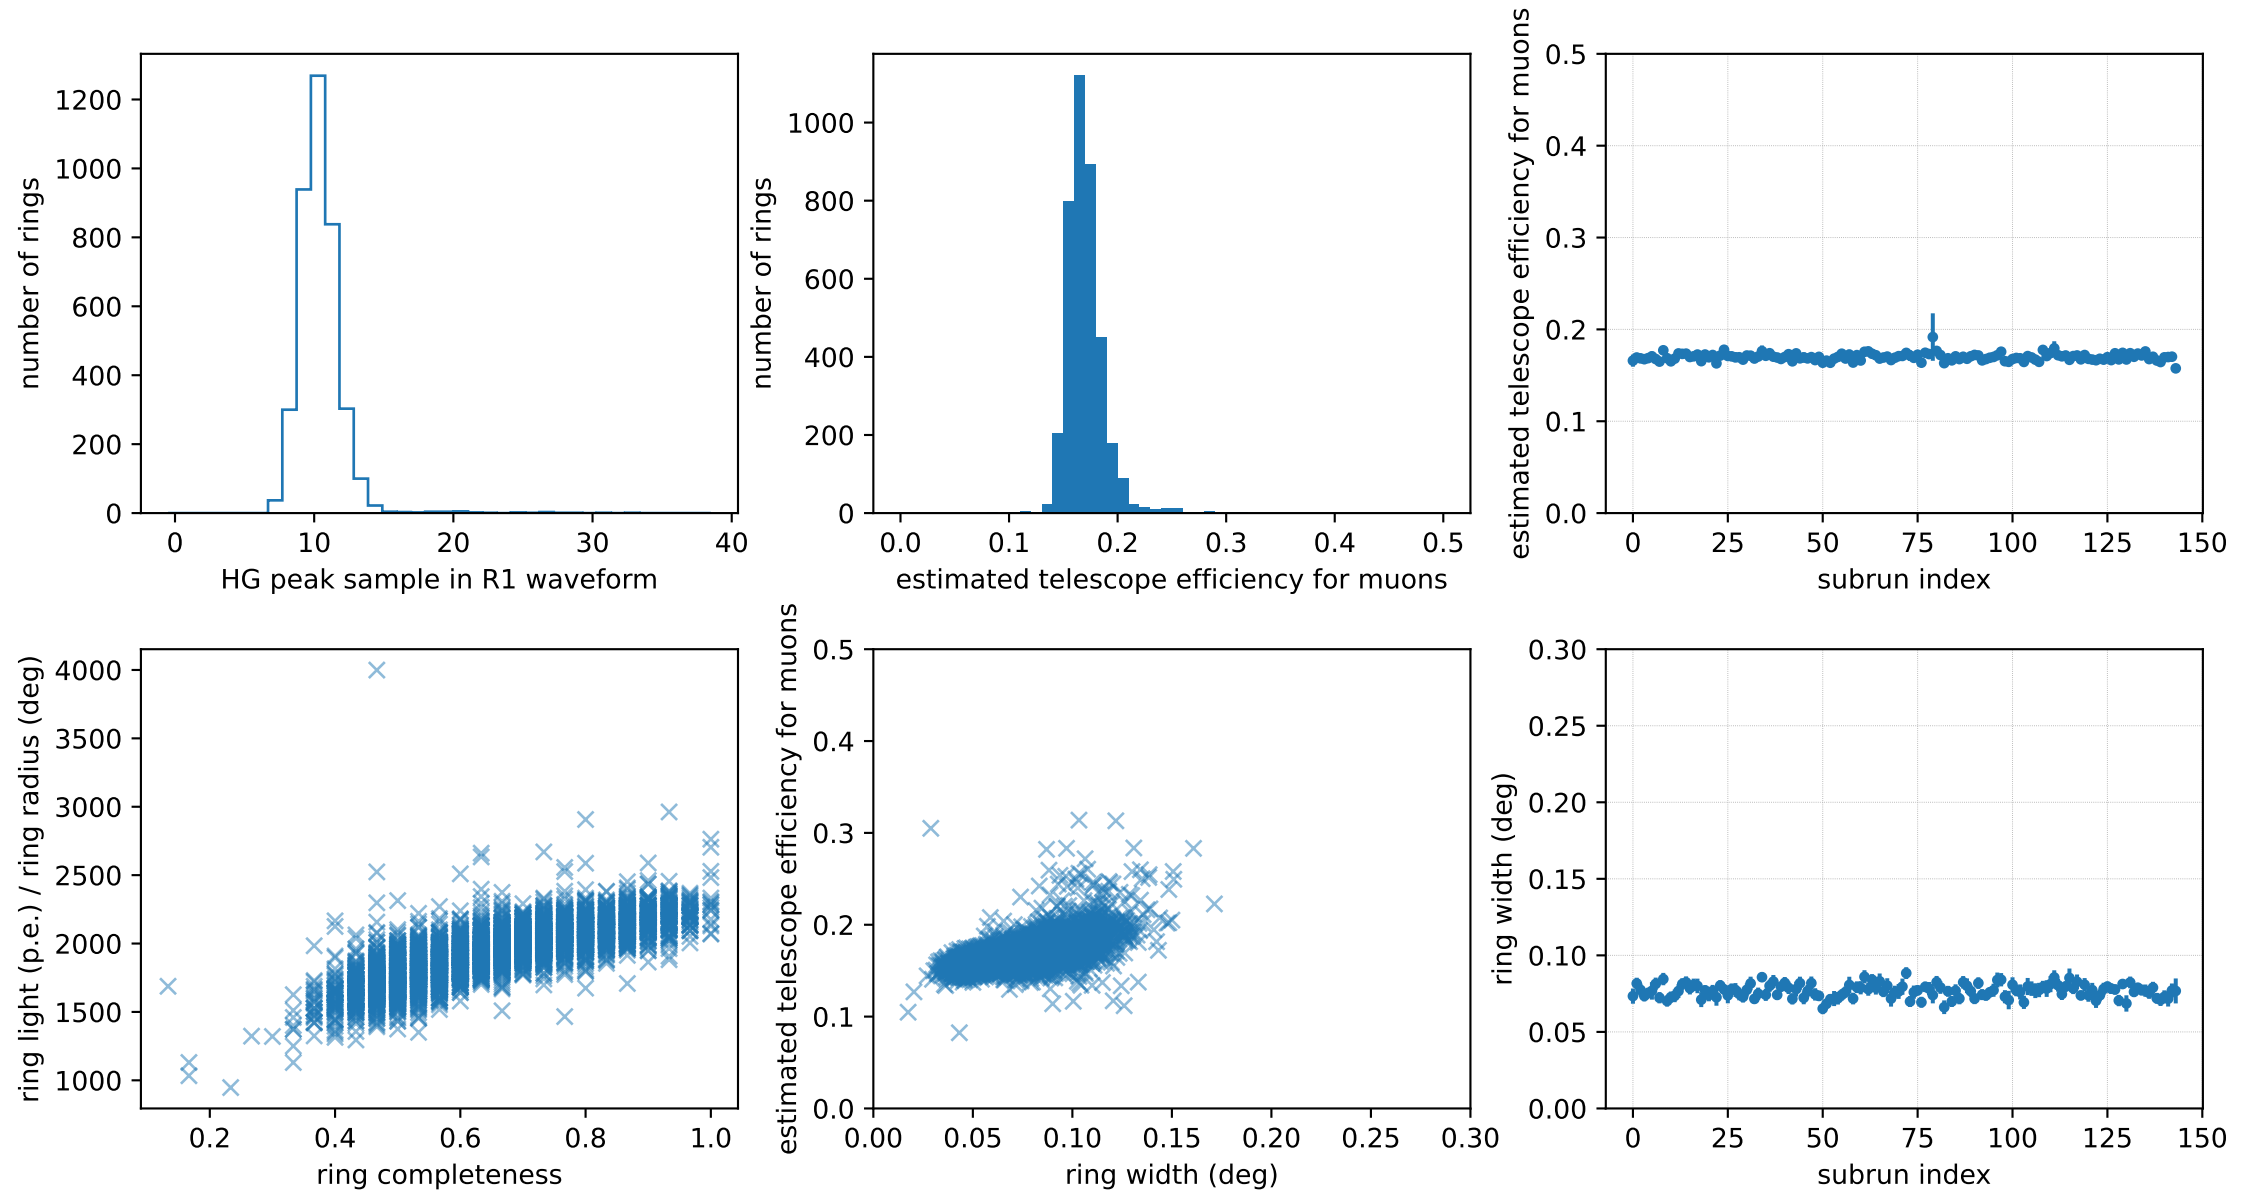 number of rings
0
200
400
600
800
1000
1200
0 10 20 30 40
HG peak sample in R1 waveform
number of rings
0
200
400
600
800
1000
0.0 0.1 0.2 0.3 0.4 0.5
estimated telescope efficiency for muons
estimated telescope efficiency for muons
0.5
0.4
0.3
0.2
0.1
0.0
0 25 50 75 100 125 150
subrun index
ring light (p.e.) / ring radius (deg)
4000
3500
3000
2500
2000
1500
1000
0.2 0.4 0.6 0.8 1.0
ring completeness
estimated telescope efficiency for muons
0.5
0.4
0.3
0.2
0.1
0.0
0.00 0.05 0.10 0.15 0.20 0.25 0.30
ring width (deg)
ring width (deg)
0.30
0.25
0.20
0.15
0.10
0.05
0.00
0 25 50 75 100 125 150
subrun index